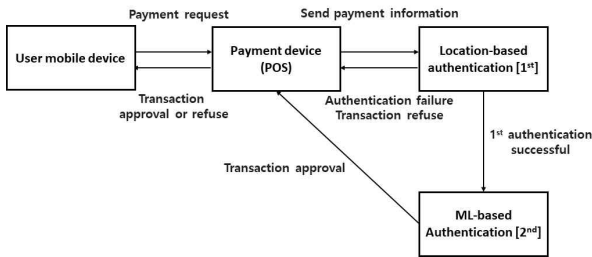 Payment request
Send payment information
User mobile device
Payment device
(POS)
Location-based
authentication [1st]
Transaction
approval or refuse
Authentication failure
Transaction refuse
1st authentication
successful
Transaction approval
ML-based
Authentication [2nd]